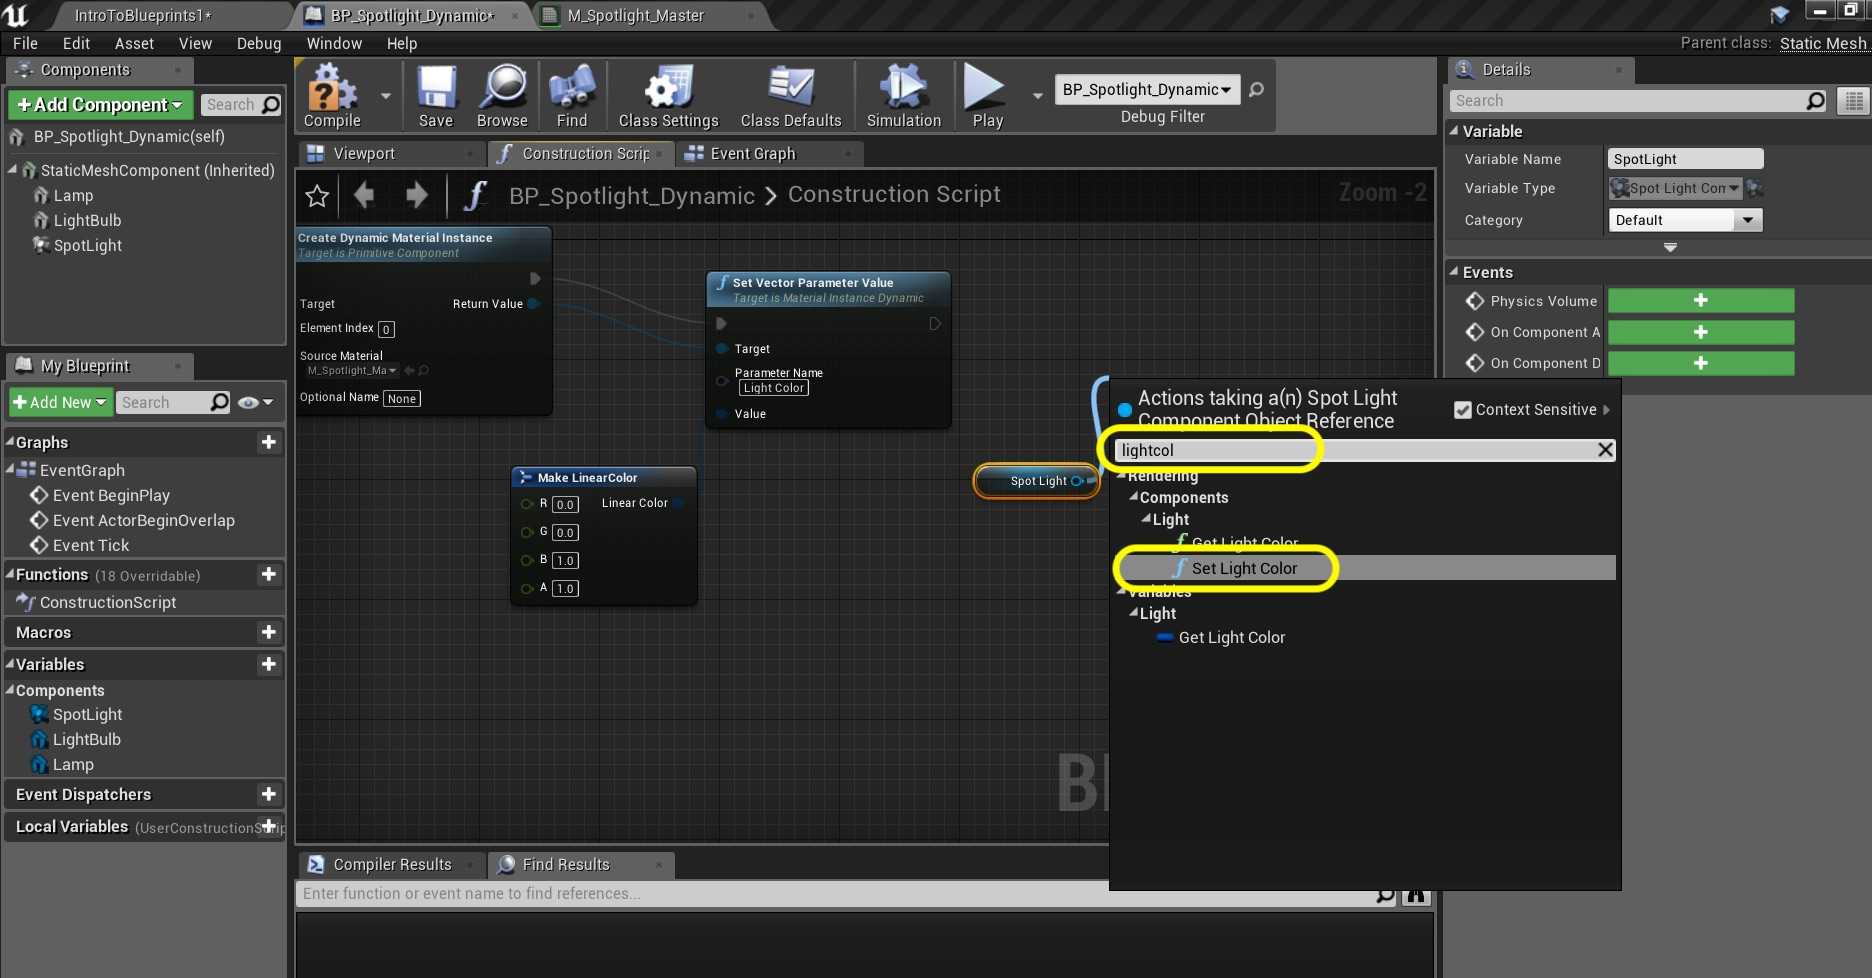 IntroToBlueprints1*
BP_Spotlight_Dynamic*
M_Spotlight_Master
File Edit Asset View Debug Window Help
Parent class: Static Mesh
Components
+Add Component
Search
BP_Spotlight_Dynamic(self)
StaticMeshComponent (Inherited)
Lamp
LightBulb
SpotLight
My Blueprint
Add New
Search
Graphs
EventGraph
Event BeginPlay
Event ActorBeginOverlap
Event Tick
Functions (18 Overridable)
ConstructionScript
Macros
Variables
Components
SpotLight
LightBulb
Lamp
Event Dispatchers
Local Variables (UserConstructionScrip
Compile
Save
Browse
Find
Class Settings
Class Defaults
Simulation
Play
BP_Spotlight_Dynamic
Debug Filter
Viewport
Construction Scrip
Event Graph
BP_Spotlight_Dynamic > Construction Script
Zoom -2
Create Dynamic Material Instance
Target is Primitive Component
Target
Return Value
Element Index 0
Source Material
M_Spotlight_Ma
Optional Name None
Set Vector Parameter Value
Target is Material Instance Dynamic
Target
Parameter Name
Light Color
Value
Make LinearColor
R 0.0 Linear Color
G 0.0
B 1.0
A 1.0
Spot Light
Actions taking a(n) Spot Light
Component Object Reference
Context Sensitive
lightcol
Rendering
Components
Light
Get Light Color
Set Light Color
Variables
Light
Get Light Color
Compiler Results
Find Results
Enter function or event name to find references...
Details
Search
Variable
Variable Name SpotLight
Variable Type Spot Light Com
Category Default
Events
Physics Volume
On Component A
On Component D